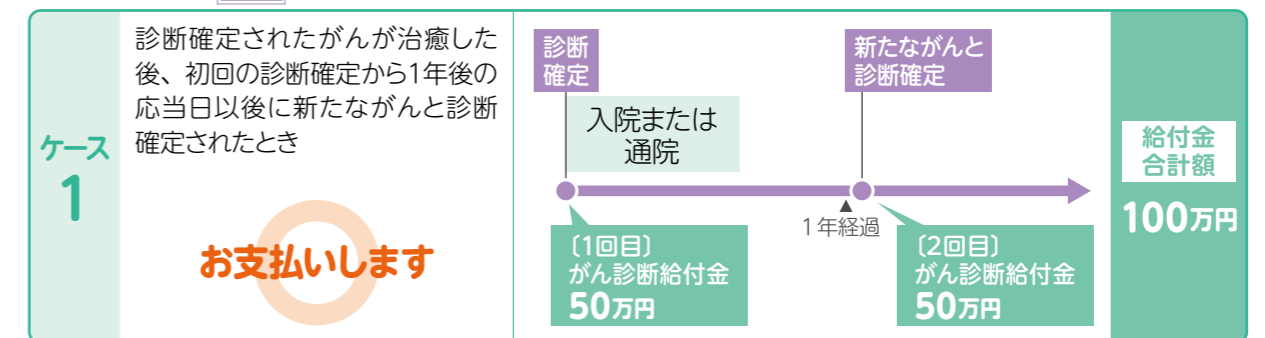 ケース
1
診断確定されたがんが治癒した
後、初回の診断確定から1年後の
応当日以後に新たながんと診断
確定されたとき
お支払いします
診断
確定
新たながんと
診断確定
入院または
通院
▲
1年経過
〔1回目〕
がん診断給付金
50万円
〔2回目〕
がん診断給付金
50万円
給付金
合計額
100万円